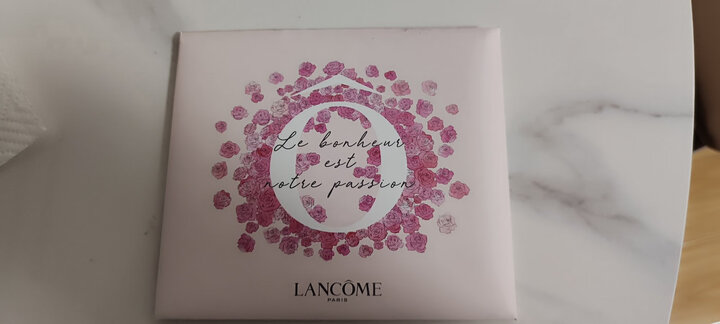 Ô
Le bonheur
est
notre passion
LANCÔME
PARIS